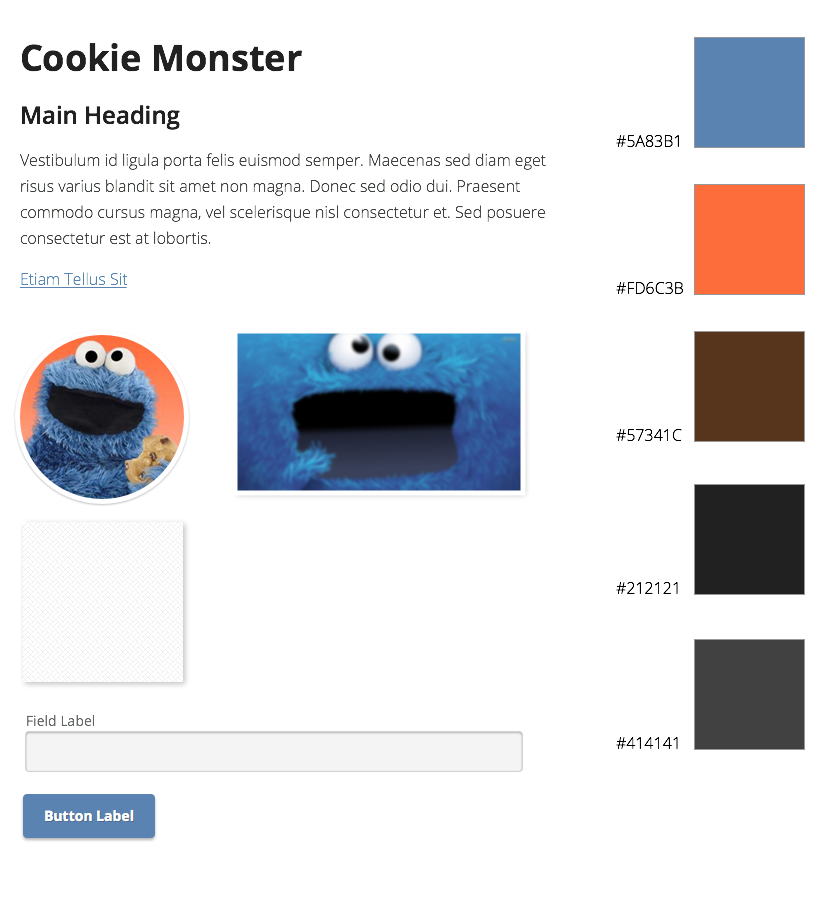 Cookie Monster
Main Heading
Vestibulum id ligula porta felis euismod semper. Maecenas sed diam eget
risus varius blandit sit amet non magna. Donec sed odio dui. Praesent
commodo cursus magna, vel scelerisque nisl consectetur et. Sed posuere
consectetur est at lobortis.
Etiam Tellus Sit
Field Label
Button Label
#5A83B1
#FD6C3B
#57341C
#212121
#414141